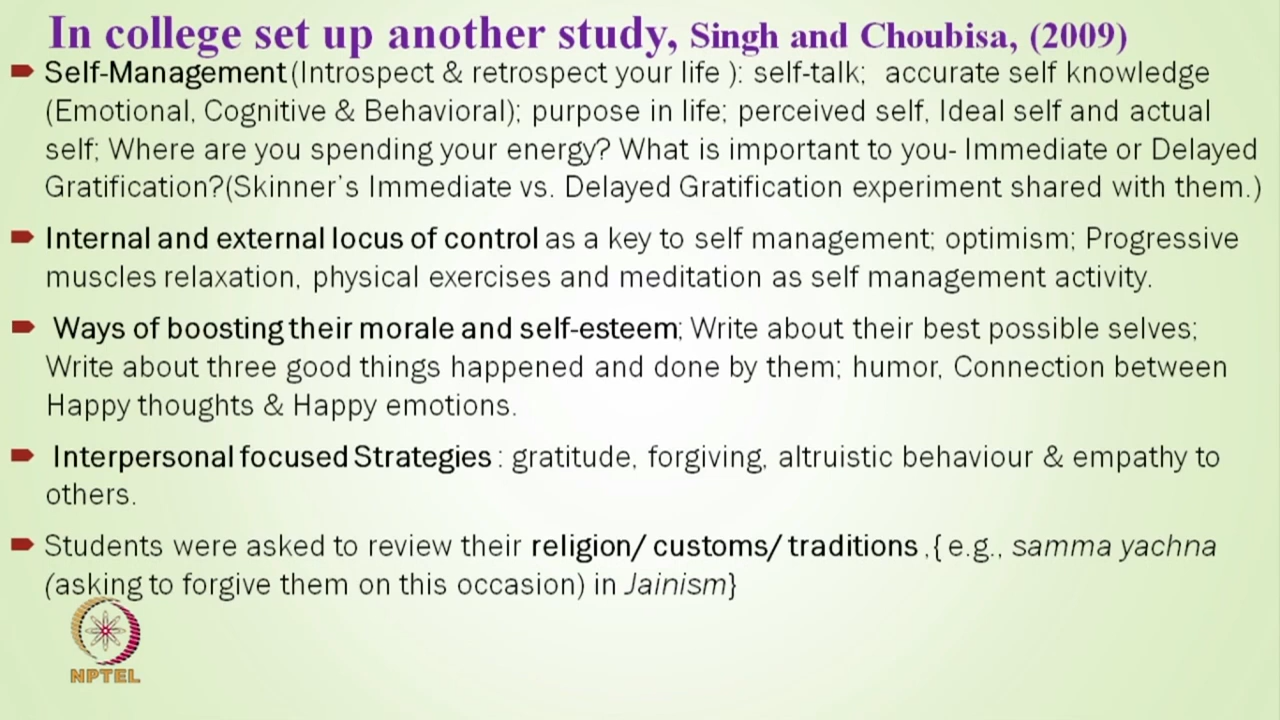 In college set up another study, Singh and Choubisa, (2009)
Self-Management (Introspect & retrospect your life ): self-talk; accurate self knowledge
(Emotional, Cognitive & Behavioral); purpose in life; perceived self, Ideal self and actual
self; Where are you spending your energy? What is important to you- Immediate or Delayed
Gratification?(Skinner's Immediate vs. Delayed Gratification experiment shared with them.)
Internal and external locus of control as a key to self management; optimism; Progressive
muscles relaxation, physical exercises and meditation as self management activity.
Ways of boosting their morale and self-esteem; Write about their best possible selves;
Write about three good things happened and done by them; humor, Connection between
Happy thoughts & Happy emotions.
Interpersonal focused Strategies : gratitude, forgiving, altruistic behaviour & empathy to
others.
Students were asked to review their religion/ customs/ traditions ,{ e.g., samma yachna
(asking to forgive them on this occasion) in Jainism}
NPTEL